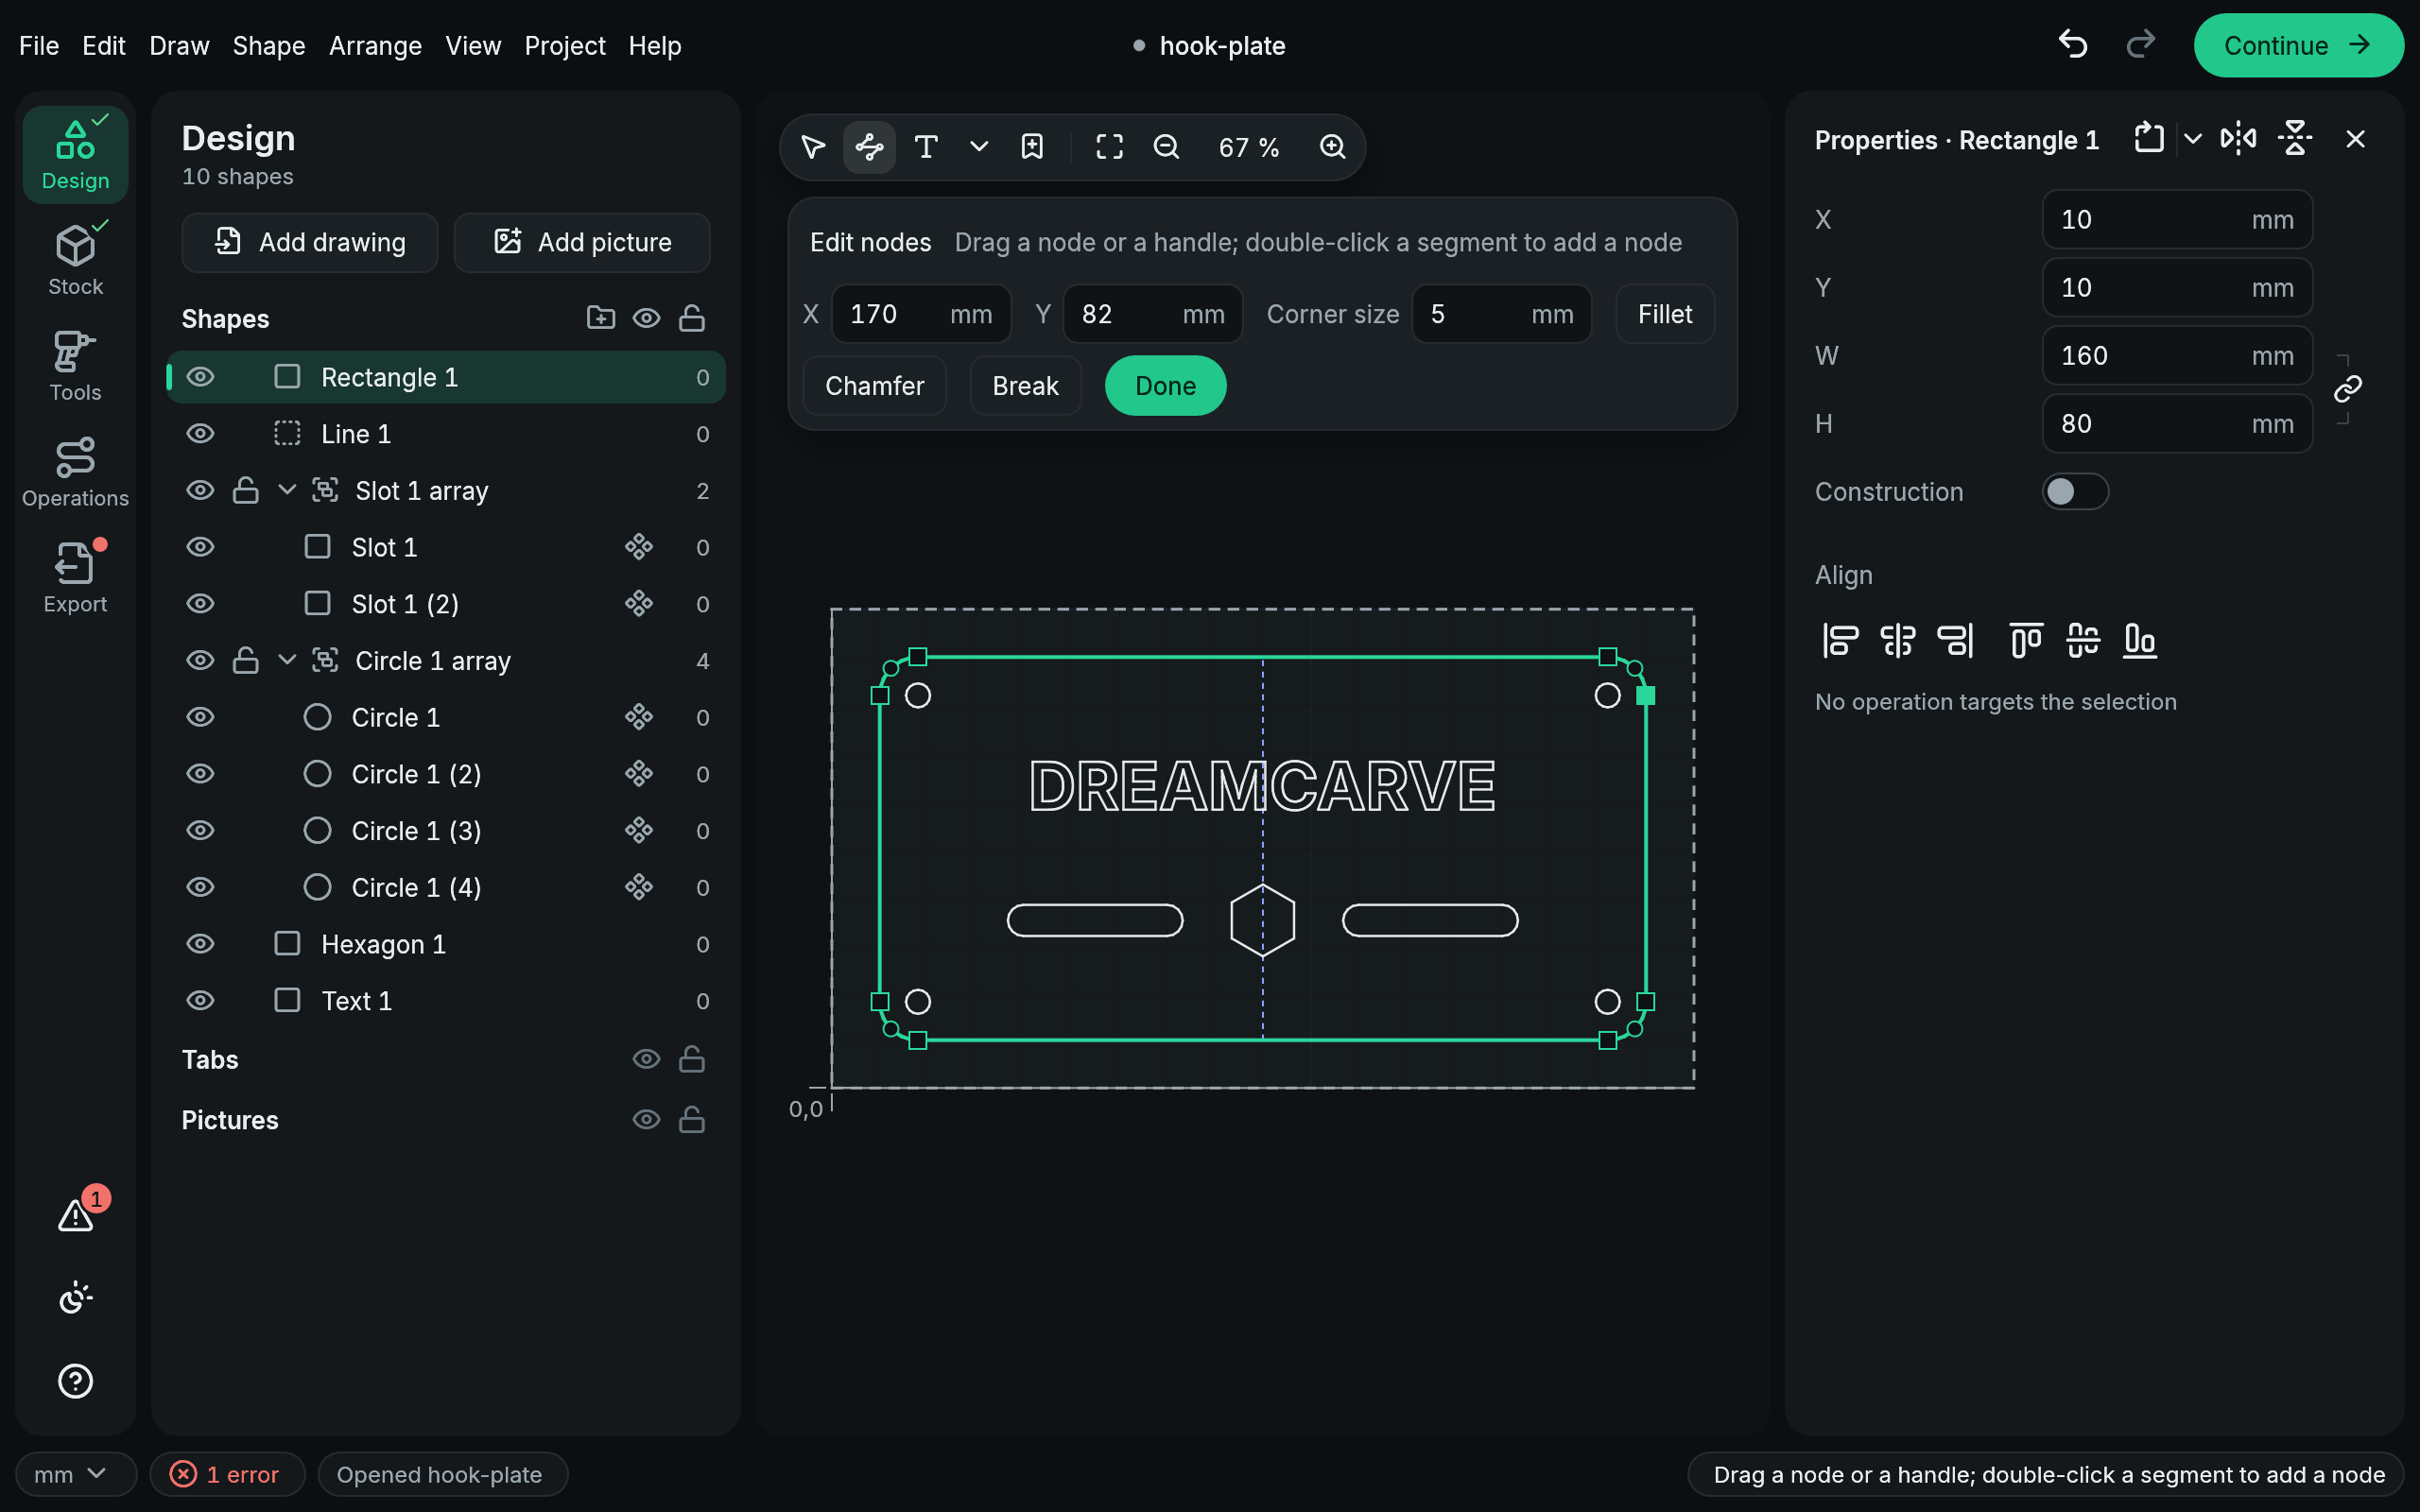 File Edit Draw Shape Arrange View Project Help
hook-plate
Continue
Design
Stock
Tools
Operations
Export
1
Design
10 shapes
Add drawing
Add picture
Shapes
Rectangle 1 0
Line 1 0
Slot 1 array 2
Slot 1 0
Slot 1 (2) 0
Circle 1 array 4
Circle 1 0
Circle 1 (2) 0
Circle 1 (3) 0
Circle 1 (4) 0
Hexagon 1 0
Text 1 0
Tabs
Pictures
67 %
Edit nodes Drag a node or a handle; double-click a segment to add a node
X 170 mm Y 82 mm Corner size 5 mm Fillet
Chamfer Break Done
DREAMCARVE
0,0
Properties · Rectangle 1
X 10 mm
Y 10 mm
W 160 mm
H 80 mm
Construction
Align
No operation targets the selection
mm
1 error
Opened hook-plate
Drag a node or a handle; double-click a segment to add a node